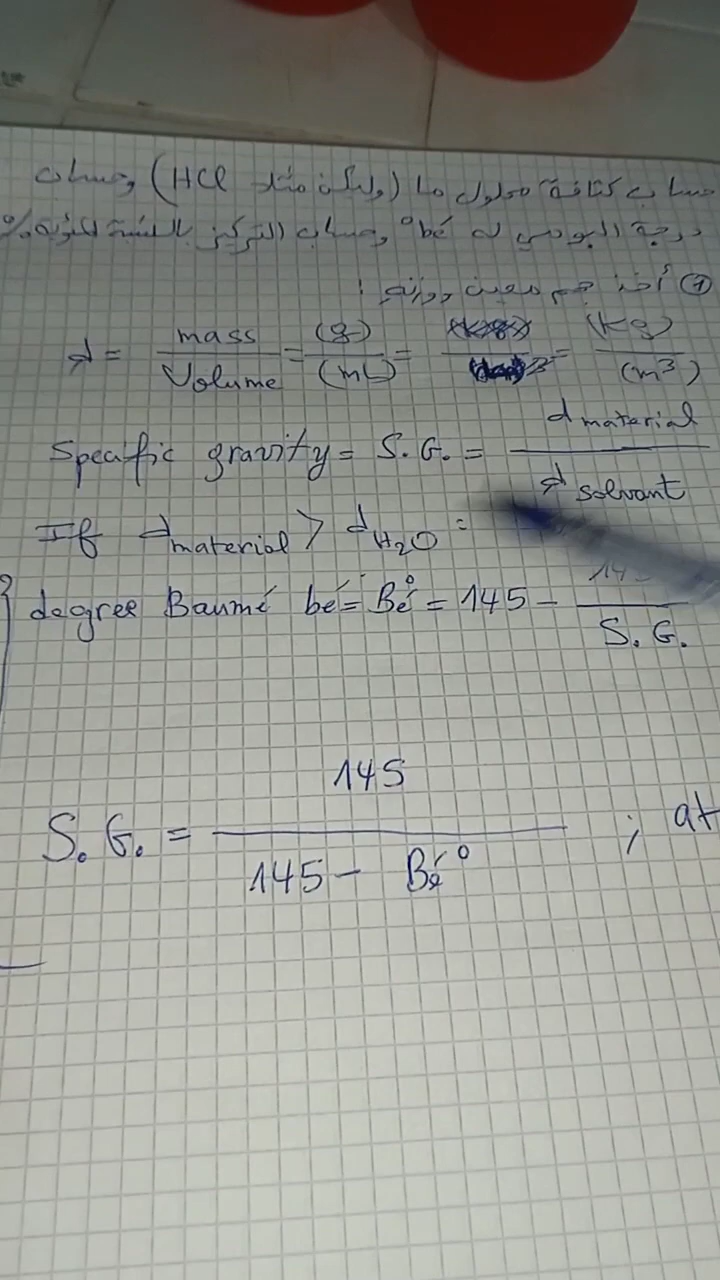 حساب كثافة محلول ما (وليكن مثلا HCl) وحساب
درجة البومي له bé° وحساب التركيز بالنسبة المئوية %
① أخذ حجم معين ووزنه :
d = mass / Volume = (g) / (mL) = = (Kg) / (m³)
Specific gravity = S.G. = d material / d solvant
If d material > d H₂O :
degree Baumé bé = Bé° = 145 - / S.G.
S.G. = 145 / 145 - Bé° ; at